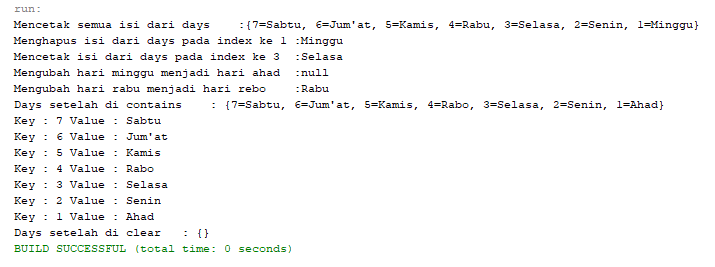 run:
Mencetak semua isi dari days    :{7=Sabtu, 6=Jum'at, 5=Kamis, 4=Rabu, 3=Selasa, 2=Senin, 1=Minggu}
Menghapus isi dari days pada index ke 1 :Minggu
Mencetak isi dari days pada index ke 3  :Selasa
Mengubah hari minggu menjadi hari ahad  :null
Mengubah hari rabu menjadi hari rebo    :Rabu
Days setelah di contains    : {7=Sabtu, 6=Jum'at, 5=Kamis, 4=Rabo, 3=Selasa, 2=Senin, 1=Ahad}
Key : 7 Value : Sabtu
Key : 6 Value : Jum'at
Key : 5 Value : Kamis
Key : 4 Value : Rabo
Key : 3 Value : Selasa
Key : 2 Value : Senin
Key : 1 Value : Ahad
Days setelah di clear   : {}
BUILD SUCCESSFUL (total time: 0 seconds)